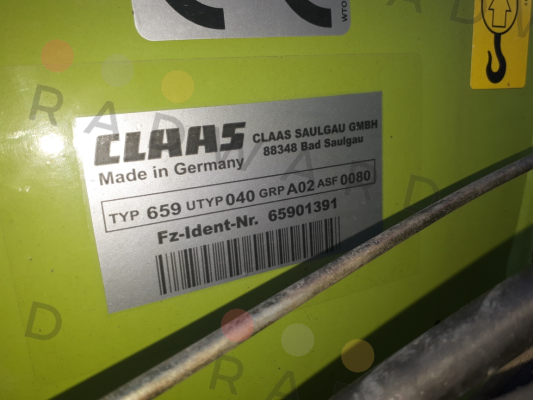 CLAAS
CLAAS SAULGAU GMBH
88348 Bad Saulgau
Made in Germany
TYP 659 UTYP 040 GRP A02 ASF 0080
Fz-Ident-Nr. 65901391
RADWARD